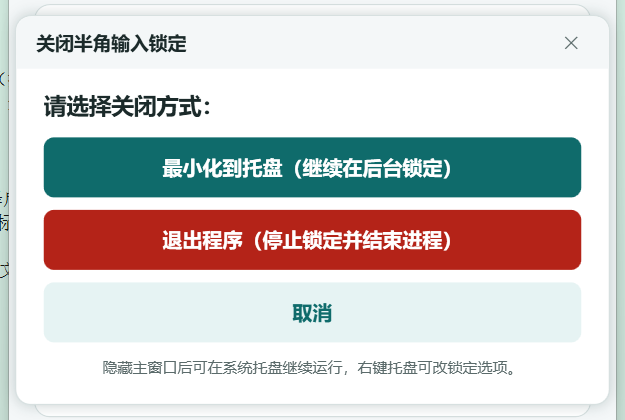 关闭半角输入锁定
请选择关闭方式：
最小化到托盘（继续在后台锁定）
退出程序（停止锁定并结束进程）
取消
隐藏主窗口后可在系统托盘继续运行，右键托盘可改锁定选项。